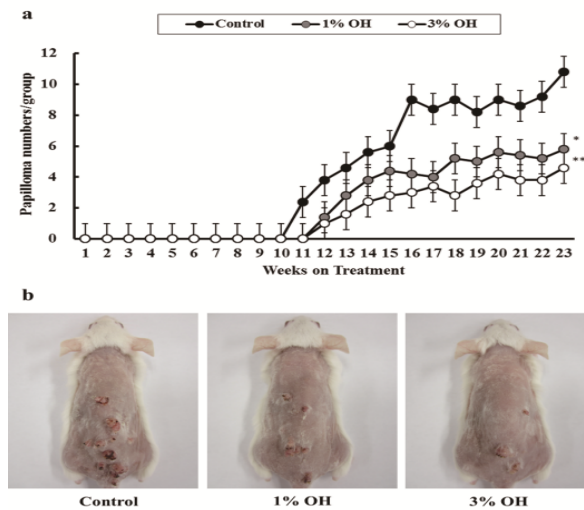 a
Control 1% OH 3% OH
Papilloma numbers/group
12
10
8
6
4
2
0
*
**
1 2 3 4 5 6 7 8 9 10 11 12 13 14 15 16 17 18 19 20 21 22 23
Weeks on Treatment
b
Control 1% OH 3% OH